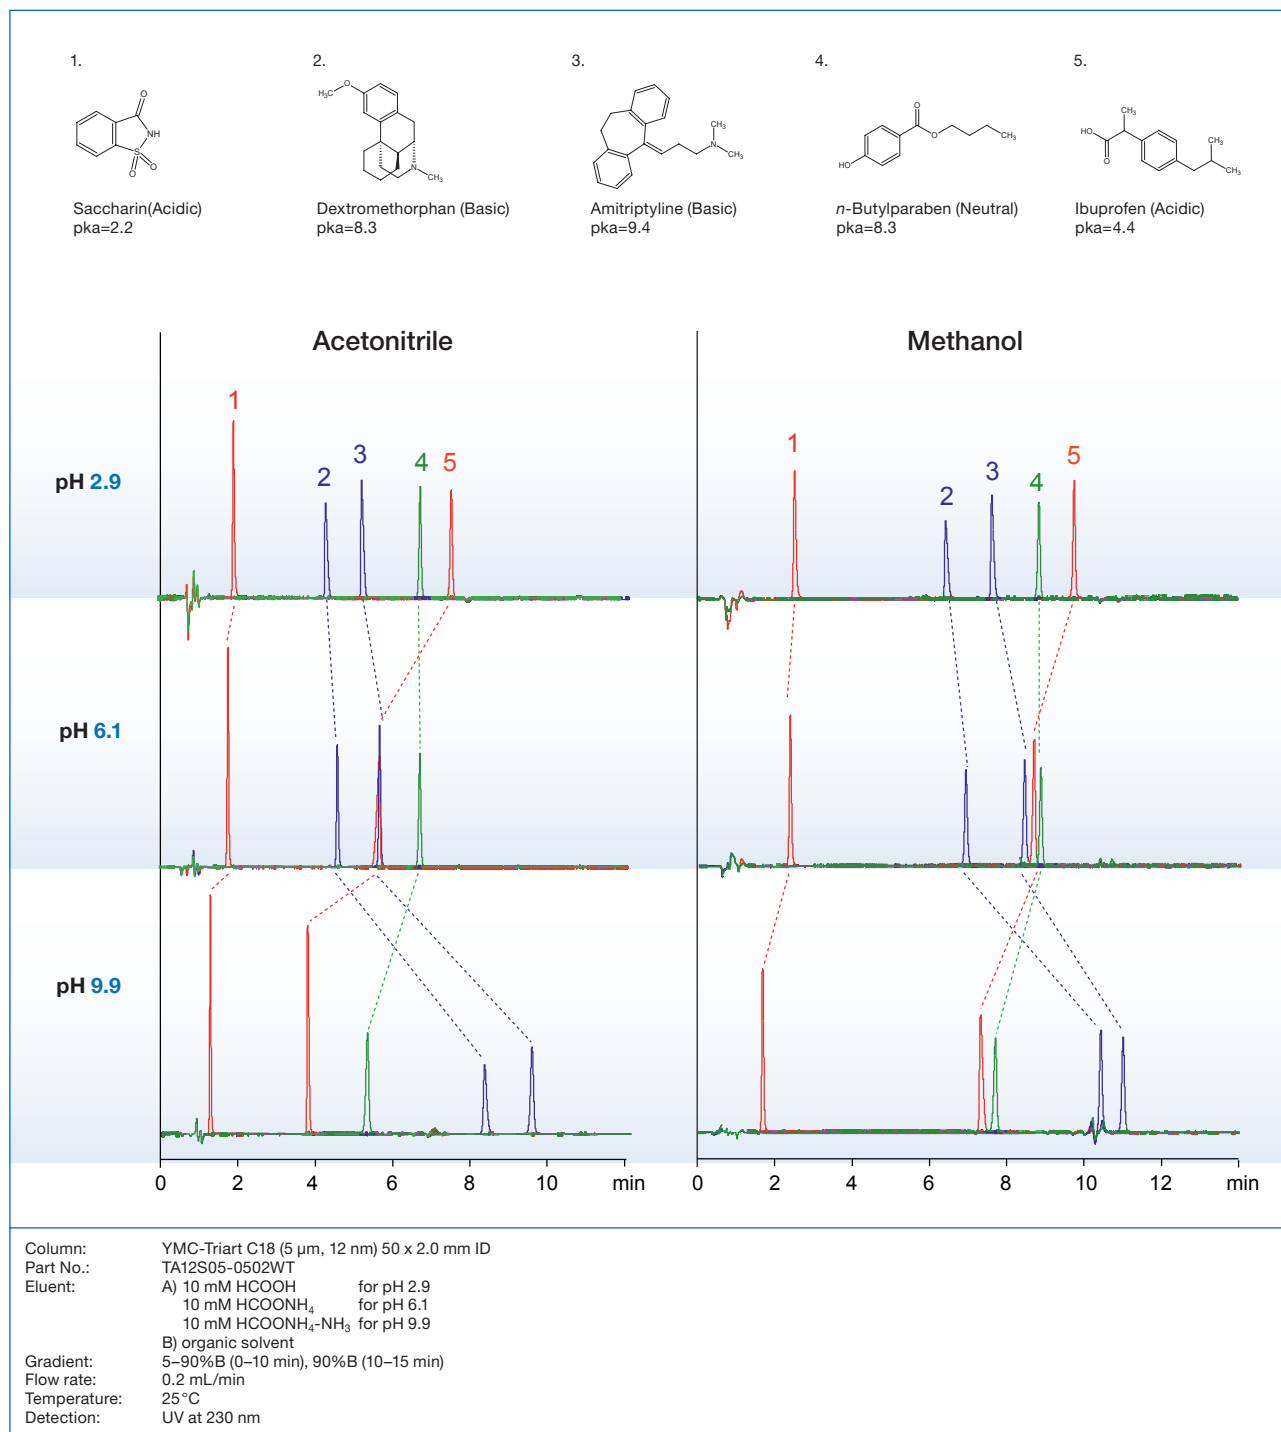 1. 2. 3. 4. 5.
O NH S O O
H₃C O N CH₃
CH₃ N CH₃
O O CH₃ HO
CH₃ HO O CH₃ CH₃
Saccharin(Acidic) Dextromethorphan (Basic) Amitriptyline (Basic) n-Butylparaben (Neutral) Ibuprofen (Acidic)
pka=2.2 pka=8.3 pka=9.4 pka=8.3 pka=4.4
Acetonitrile Methanol
pH 2.9
1 2 3 4 5
1 2 3 4 5
pH 6.1
pH 9.9
0 2 4 6 8 10 min
0 2 4 6 8 10 12 min
Column: YMC-Triart C18 (5 µm, 12 nm) 50 x 2.0 mm ID
Part No.: TA12S05-0502WT
Eluent: A) 10 mM HCOOH for pH 2.9
10 mM HCOONH₄ for pH 6.1
10 mM HCOONH₄-NH₃ for pH 9.9
B) organic solvent
Gradient: 5–90%B (0–10 min), 90%B (10–15 min)
Flow rate: 0.2 mL/min
Temperature: 25°C
Detection: UV at 230 nm